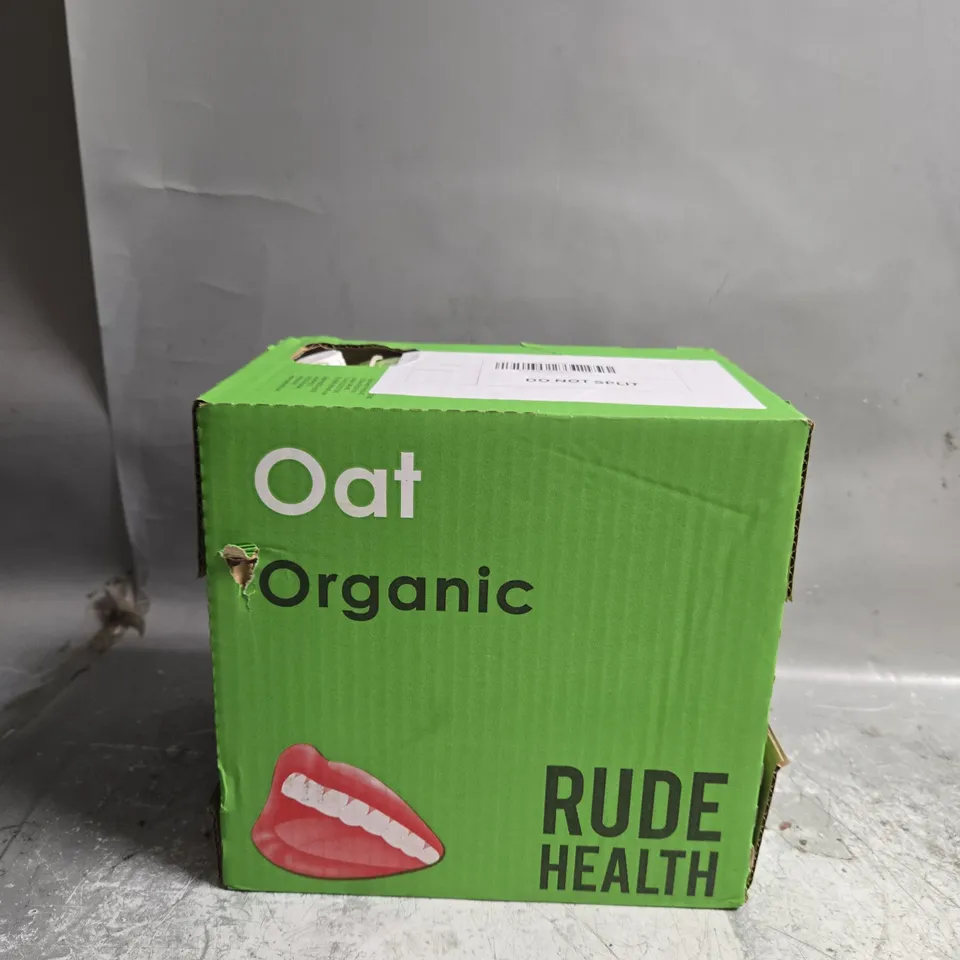 DO NOT SPLIT
Oat
Organic
RUDE
HEALTH